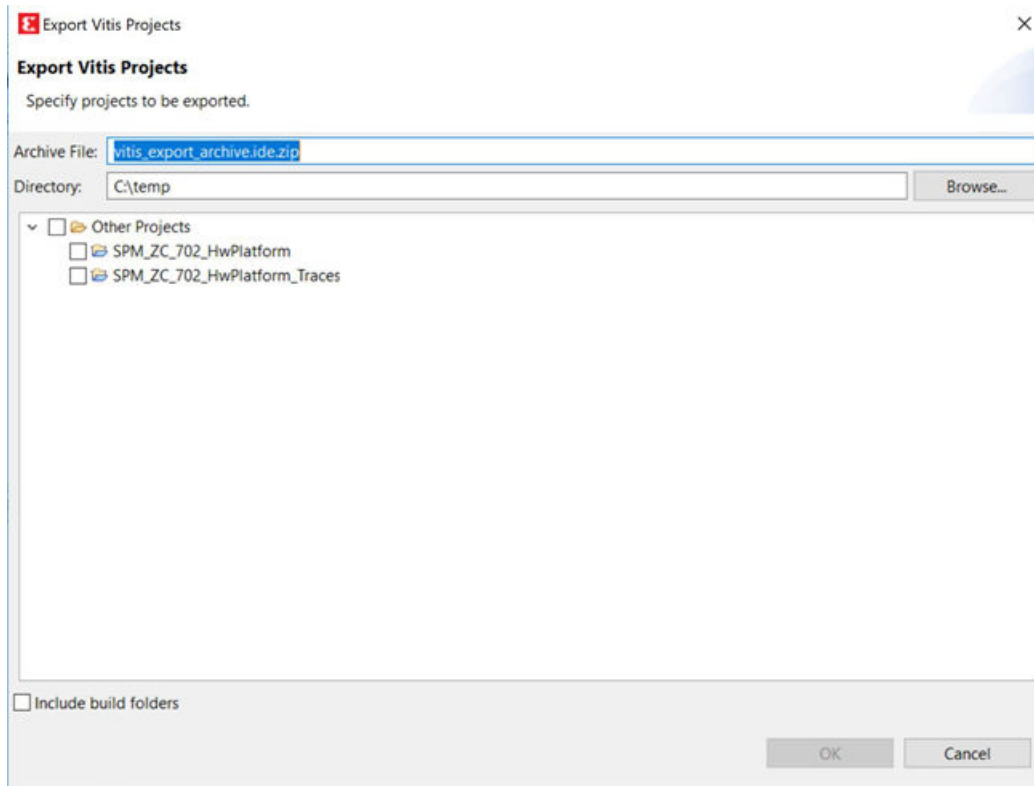 Export Vitis Projects
Export Vitis Projects
Specify projects to be exported.
Archive File: vitis_export_archive.ide.zip
Directory: C:\temp Browse...
Other Projects
SPM_ZC_702_HwPlatform
SPM_ZC_702_HwPlatform_Traces
Include build folders
OK Cancel